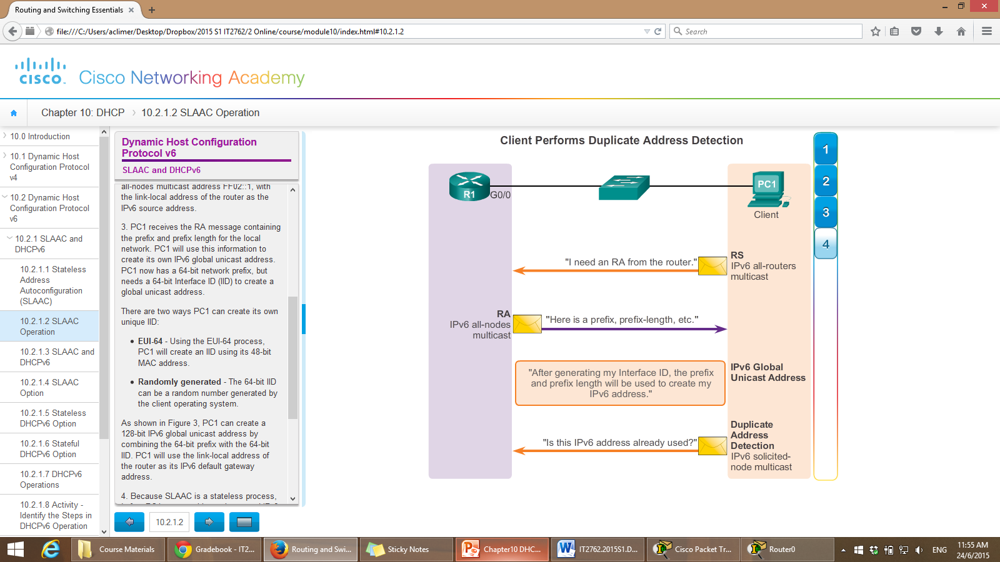 Routing and Switching Essentials
file:///C:/Users/aclimer/Desktop/Dropbox/2015 S1 IT2762/2 Online/course/module10/index.html#10.2.1.2
Search
CISCO.
Cisco Networking Academy
Chapter 10: DHCP
10.2.1.2 SLAAC Operation
10.0 Introduction
10.1 Dynamic Host
Configuration Protocol
v4
10.2 Dynamic Host
Configuration Protocol
v6
10.2.1 SLAAC and
DHCPv6
10.2.1.1 Stateless
Address
Autoconfiguration
(SLAAC)
10.2.1.2 SLAAC
Operation
10.2.1.3 SLAAC and
DHCPv6
10.2.1.4 SLAAC
Option
10.2.1.5 Stateless
DHCPv6 Option
10.2.1.6 Stateful
DHCPv6 Option
10.2.1.7 DHCPv6
Operations
10.2.1.8 Activity -
Identify the Steps in
DHCPv6 Operation
Dynamic Host Configuration
Protocol v6
SLAAC and DHCPv6
all-nodes multicast address FF02::1, with
the link-local address of the router as the
IPv6 source address.
3. PC1 receives the RA message containing
the prefix and prefix length for the local
network. PC1 will use this information to
create its own IPv6 global unicast address.
PC1 now has a 64-bit network prefix, but
needs a 64-bit Interface ID (IID) to create a
global unicast address.
There are two ways PC1 can create its own
unique IID:
• EUI-64 - Using the EUI-64 process,
PC1 will create an IID using its 48-bit
MAC address.
• Randomly generated - The 64-bit IID
can be a random number generated by
the client operating system.
As shown in Figure 3, PC1 can create a
128-bit IPv6 global unicast address by
combining the 64-bit prefix with the 64-bit
IID. PC1 will use the link-local address of
the router as its IPv6 default gateway
address.
4. Because SLAAC is a stateless process,
10.2.1.2
Client Performs Duplicate Address Detection
R1
G0/0
PC1
Client
1
2
3
4
"I need an RA from the router."
RS
IPv6 all-routers
multicast
RA
IPv6 all-nodes
multicast
"Here is a prefix, prefix-length, etc."
"After generating my Interface ID, the prefix
and prefix length will be used to create my
IPv6 address."
IPv6 Global
Unicast Address
"Is this IPv6 address already used?"
Duplicate
Address
Detection
IPv6 solicited-
node multicast
Course Materials
Gradebook - IT2...
Routing and Swi...
Sticky Notes
Chapter10 DHC...
IT2762.2015S1.D...
Cisco Packet Tr...
Router0
ENG
11:55 AM
24/6/2015